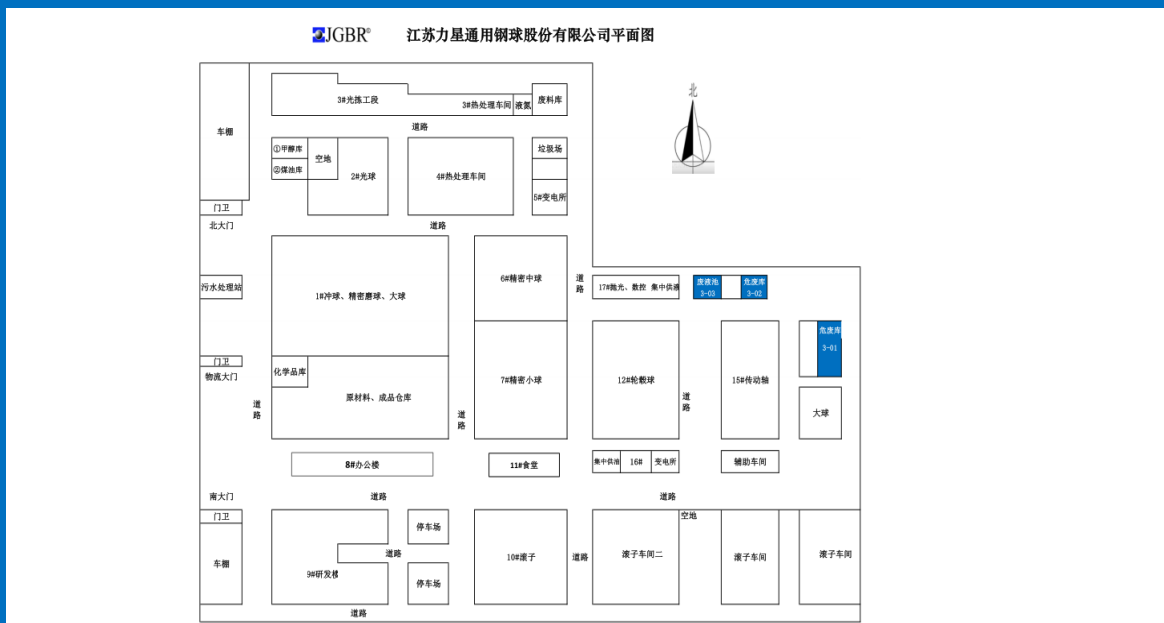 JGBR® 江苏力星通用钢球股份有限公司平面图
北
车棚
3#光拣工段
3#热处理车间
液氮
废料库
道路
①甲醇库
②煤油库
空地
2#光球
4#热处理车间
垃圾场
5#变电所
门卫
北大门
道路
污水处理站
1#冲球、精密磨球、大球
6#精密中球
道
路
17#抛光、数控 集中供液
废液池
3-03
危废库
3-02
危废库
3-01
门卫
物流大门
化学品库
原材料、成品仓库
道
路
道
路
7#精密小球
12#轮毂球
道
路
15#传动轴
大球
8#办公楼
11#食堂
集中供油
16#
变电所
辅助车间
南大门
道路
道路
门卫
空地
车棚
9#研发楼
停车场
道路
停车场
10#滚子
道路
滚子车间二
滚子车间
滚子车间
道路